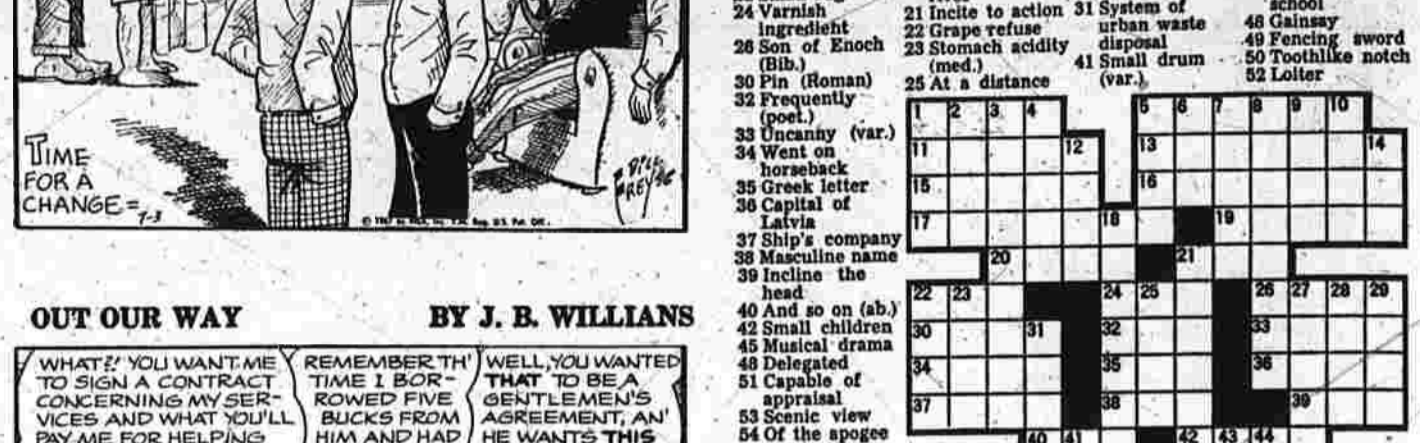 TIME
FOR A
CHANGE=
7-3
OUT OUR WAY BY J. B. WILLIANS
WHAT?! YOU WANT ME
TO SIGN A CONTRACT
CONCERNING MY SER-
VICES AND WHAT YOU'LL
PAY ME FOR HELPING
REMEMBER TH'
TIME I BOR-
ROWED FIVE
BUCKS FROM
HIM AND HAD
WELL, YOU WANTED
THAT TO BE A
GENTLEMEN'S
AGREEMENT, AN'
HE WANTS THIS
24 Varnish
ingredient
26 Son of Enoch
(Bib.)
30 Pin (Roman)
32 Frequently
(poet.)
33 Uncanny (var.)
34 Went on
horseback
35 Greek letter
36 Capital of
Latvia
37 Ship's company
38 Masculine name
39 Incline the
head
40 And so on (ab.)
42 Small children
45 Musical drama
48 Delegated
51 Capable of
appraisal
53 Scenic view
54 Of the apogee
21 Incite to action
22 Grape refuse
23 Stomach acidity
(med.)
25 At a distance
31 System of
urban waste
disposal
41 Small drum
(var.)
school
48 Gainsay
49 Fencing sword
50 Toothlike notch
52 Loiter
1 2 3 4 5 6 7 8 9 10
11 12 13 14
15 16
17 18 19
20 21
22 23 24 25 26 27 28 29
30 31 32 33
34 35 36
37 38 39
40 41 42 43 44